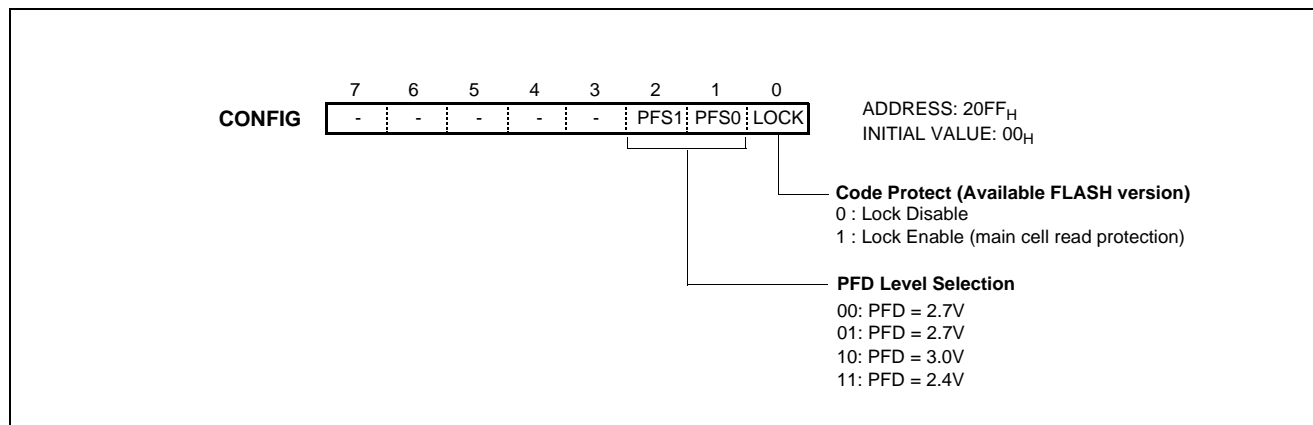 7 6 5 4 3 2 1 0
CONFIG - - - - - PFS1 PFS0 LOCK
ADDRESS: 20FFH
INITIAL VALUE: 00H
Code Protect (Available FLASH version)
0 : Lock Disable
1 : Lock Enable (main cell read protection)
PFD Level Selection
00: PFD = 2.7V
01: PFD = 2.7V
10: PFD = 3.0V
11: PFD = 2.4V